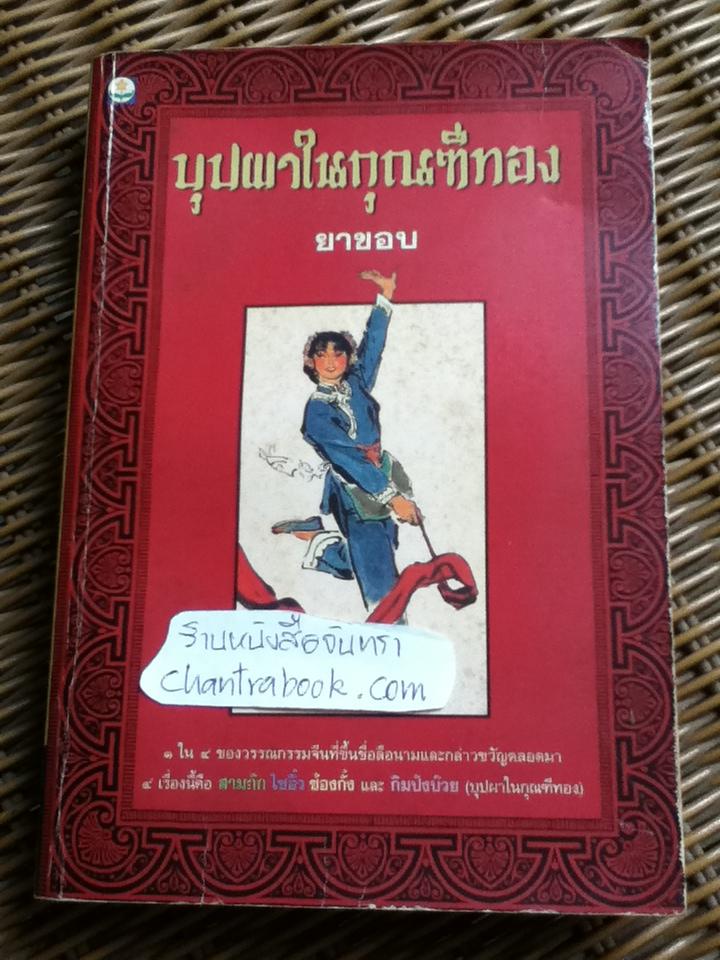 บุปผาในกุณฑีทอง
ยาขอบ
ร้านหนังสือจันทรา
chantrabook.com
๑ ใน ๔ ของวรรณกรรมจีนที่ขึ้นชื่อลือนามและกล่าวขวัญตลอดมา
๔ เรื่องนี้คือ สามก๊ก ไซอิ๋ว ซ้องกั๋ง และ กิมปังบ๊วย (บุปผาในกุณฑีทอง)